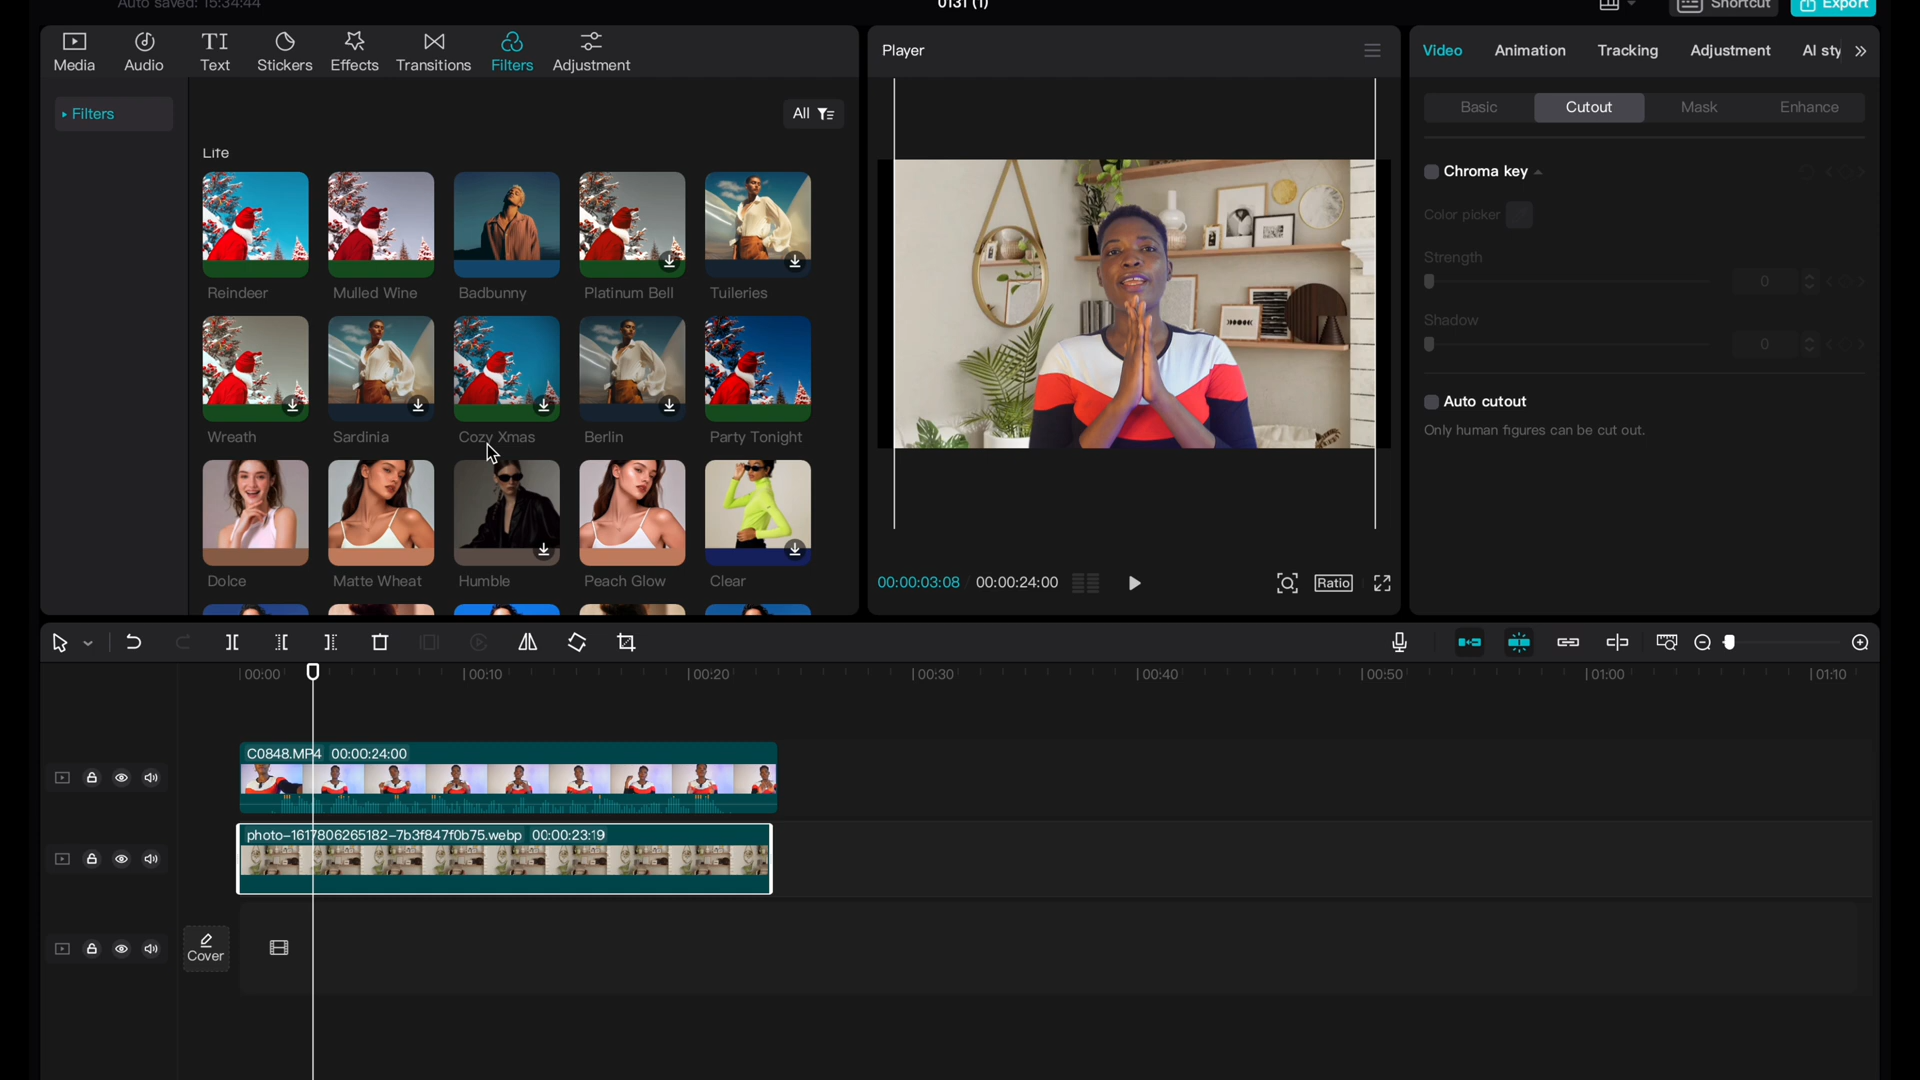 Auto saved: 15:34:44
0131 (1)
Shortcut
Export
Media
Audio
TI
Text
Stickers
Effects
Transitions
Filters
Adjustment
Filters
All
Life
Reindeer
Mulled Wine
Badbunny
Platinum Bell
Tuileries
Wreath
Sardinia
Cozy Xmas
Berlin
Party Tonight
Dolce
Matte Wheat
Humble
Peach Glow
Clear
Player
00:00:03:08
00:00:24:00
Ratio
Video
Animation
Tracking
Adjustment
AI sty
Basic
Cutout
Mask
Enhance
Chroma key
Color picker
Strength
0
Shadow
0
Auto cutout
Only human figures can be cut out.
00:00
00:10
00:20
00:30
00:40
00:50
01:00
01:10
C0848.MP4 00:00:24:00
photo-1617806265182-7b3f847f0b75.webp 00:00:23:19
Cover